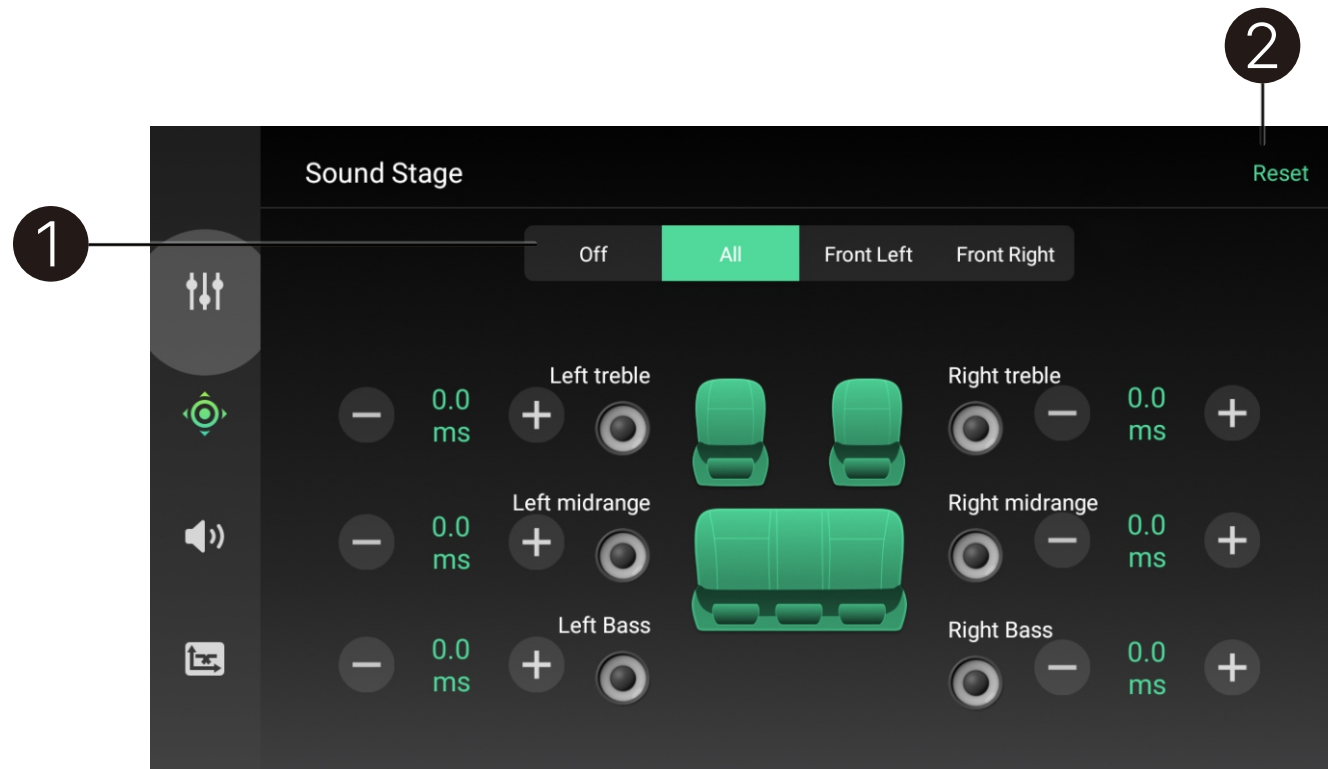 2
Sound Stage
Reset
1
Off
All
Front Left
Front Right
Left treble
0.0
ms
Right treble
0.0
ms
Left midrange
0.0
ms
Right midrange
0.0
ms
Left Bass
0.0
ms
Right Bass
0.0
ms